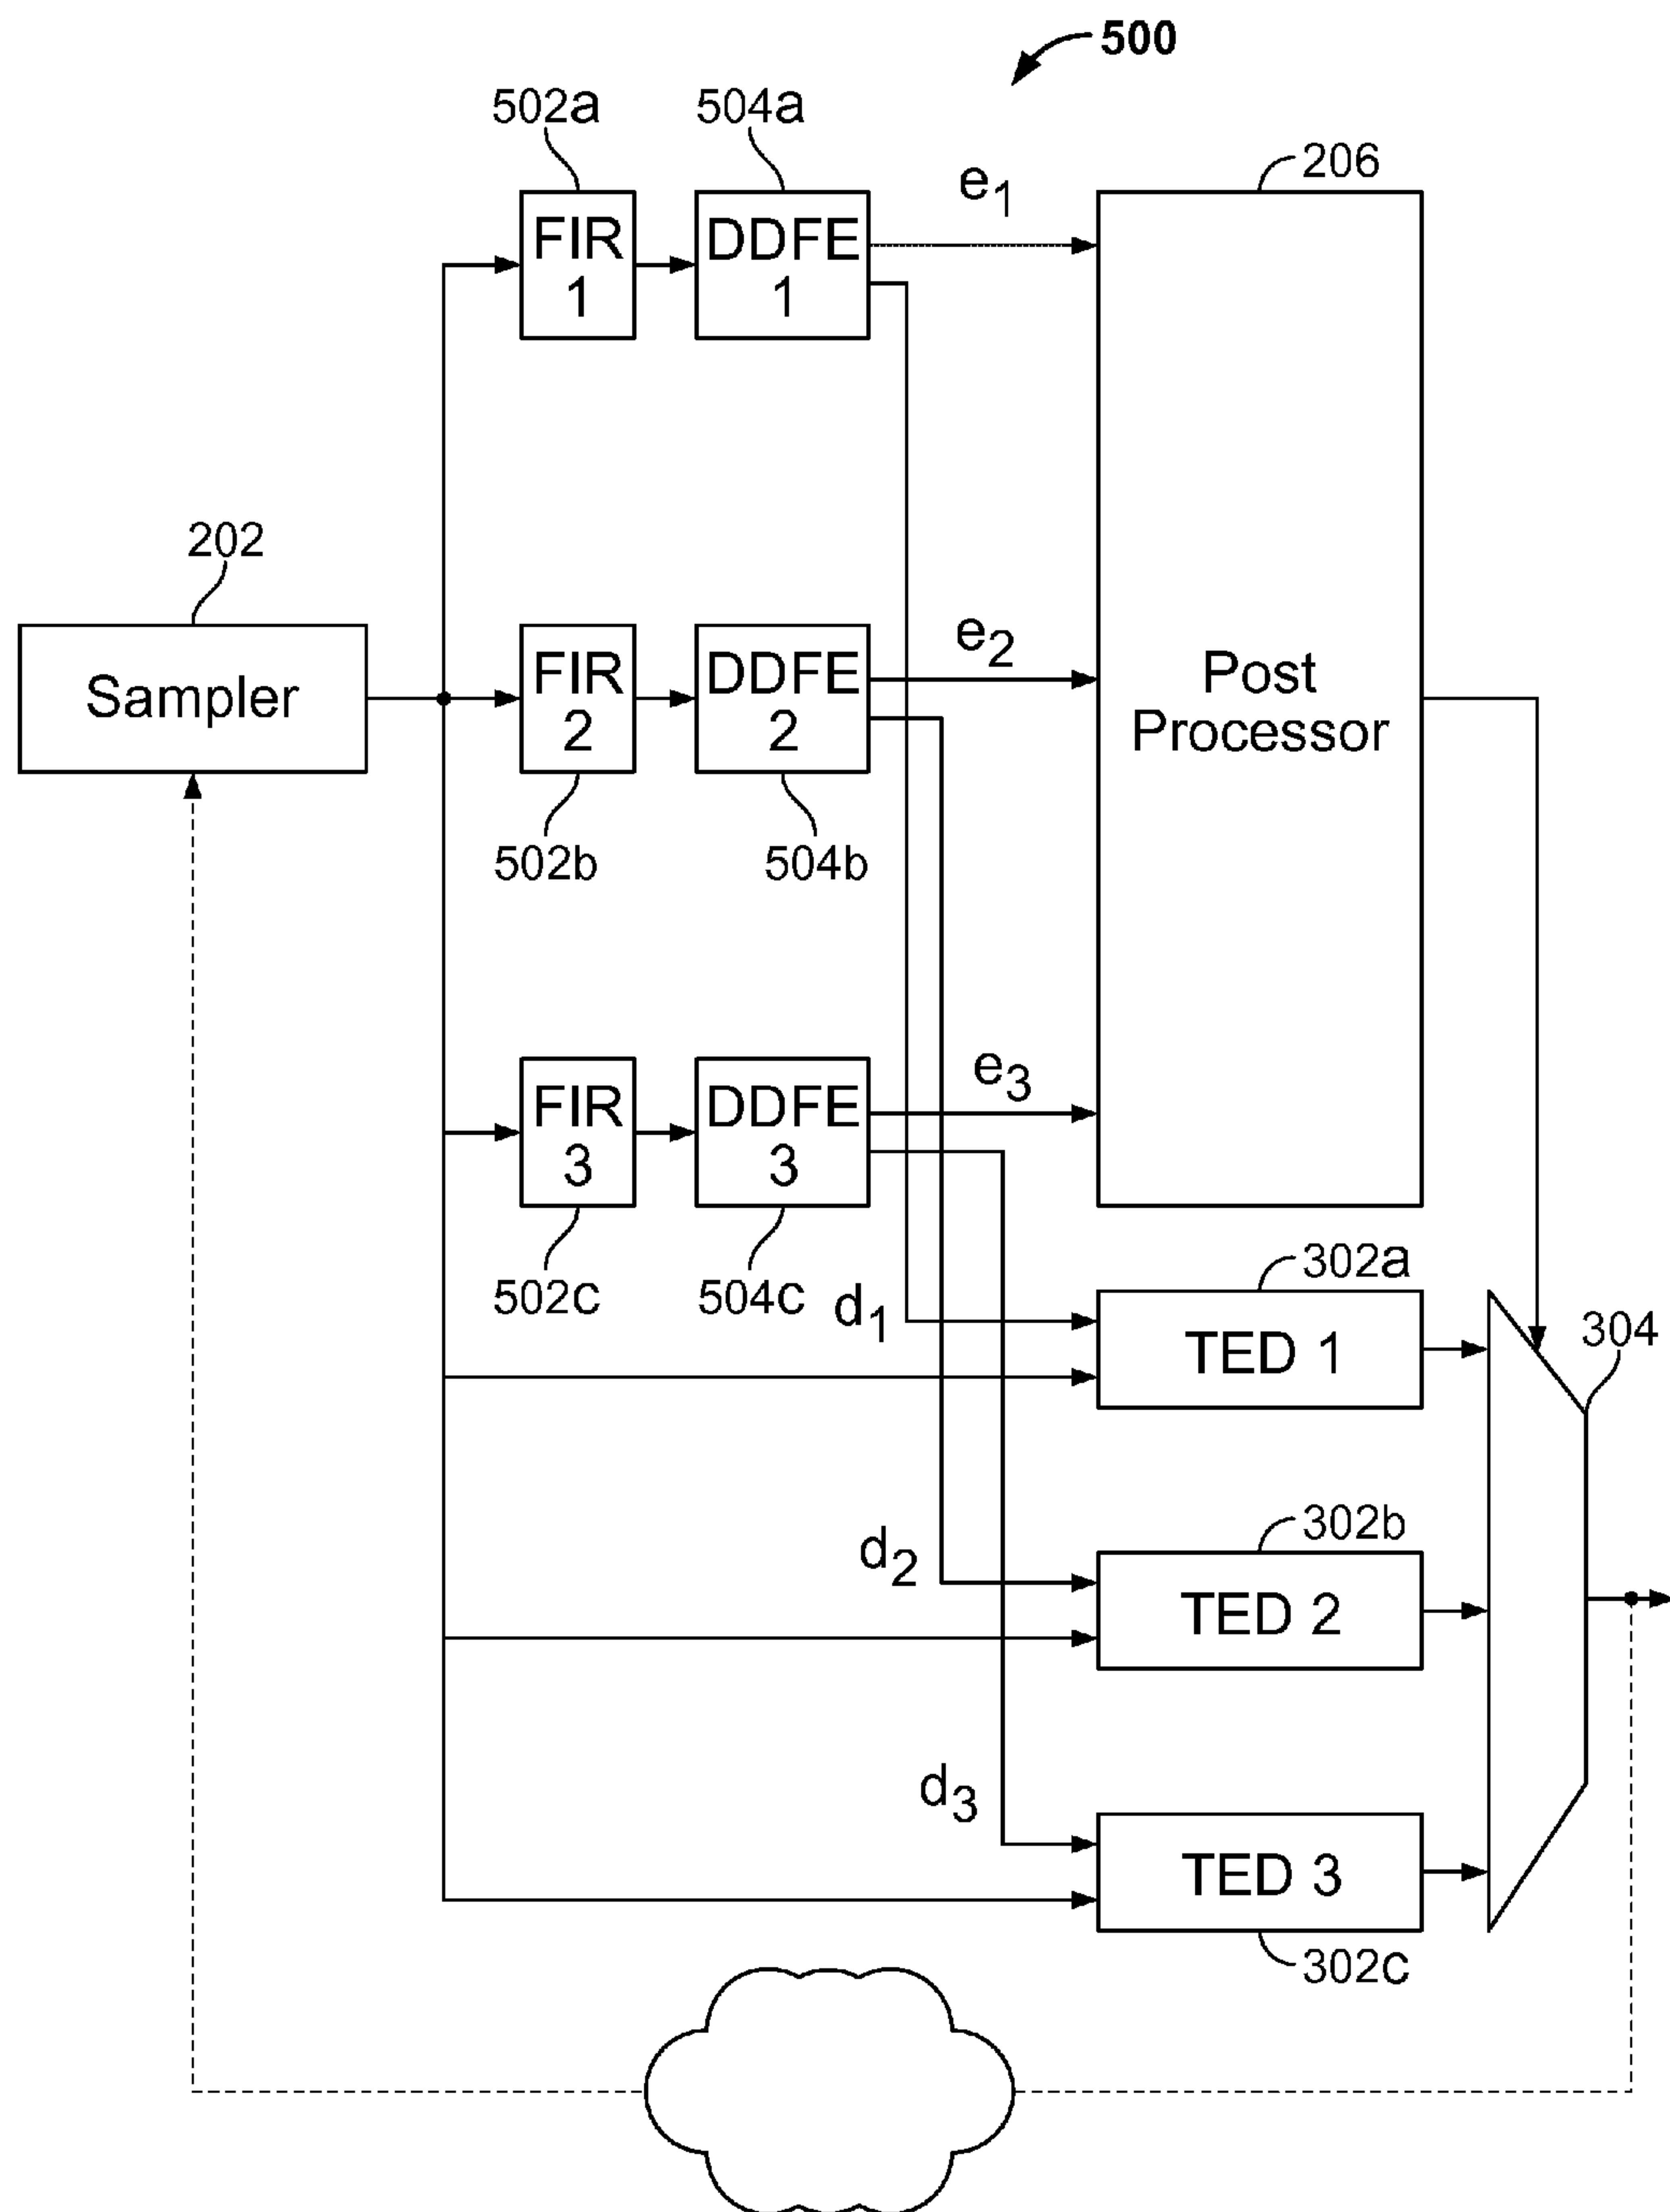 500
502a
504a
206
e1
FIR
1
DDFE
1
202
Sampler
FIR
2
DDFE
2
e2
Post
Processor
502b
504b
e3
FIR
3
DDFE
3
502c
504c
d1
302a
TED 1
304
d2
302b
TED 2
d3
TED 3
302c